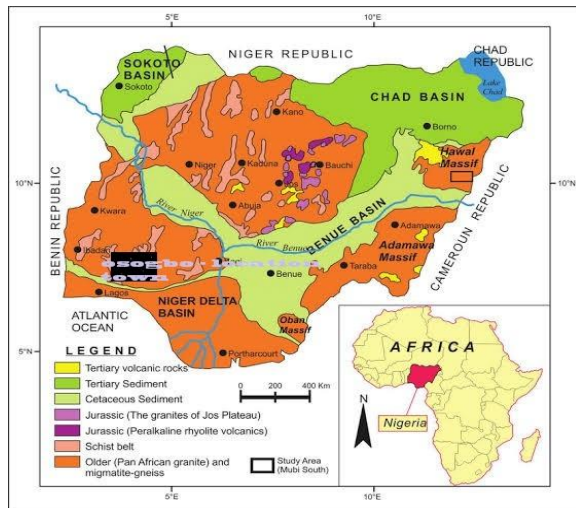 5°E
10°E
NIGER REPUBLIC
CHAD
REPUBLIC
SOKOTO
BASIN
Sokoto
Lake
Chad
CHAD BASIN
Kano
Borno
Hawal
Massif
Niger
Kaduna
Bauchi
Jos
10°N
10°N
Abuja
River Niger
Kwara
BENIN REPUBLIC
BENUE BASIN
CAMEROUN REPUBLIC
River Benue
Adamawa
Adamawa
Massif
Ibadan
osogbo - location
town
Benue
Taraba
Lagos
NIGER DELTA
BASIN
ATLANTIC
OCEAN
Oban
Massif
5°N
Portharcourt
LEGEND
Tertiary volcanic rocks
Tertiary Sediment
Cetaceous Sediment
Jurassic (The granites of Jos Plateau)
Jurassic (Peralkaline rhyolite volcanics)
Schist belt
Older (Pan African granite) and
migmatite-gneiss
0 200 400 Km
N
Study Area
(Mubi South)
AFRICA
Nigeria
5°E
10°E